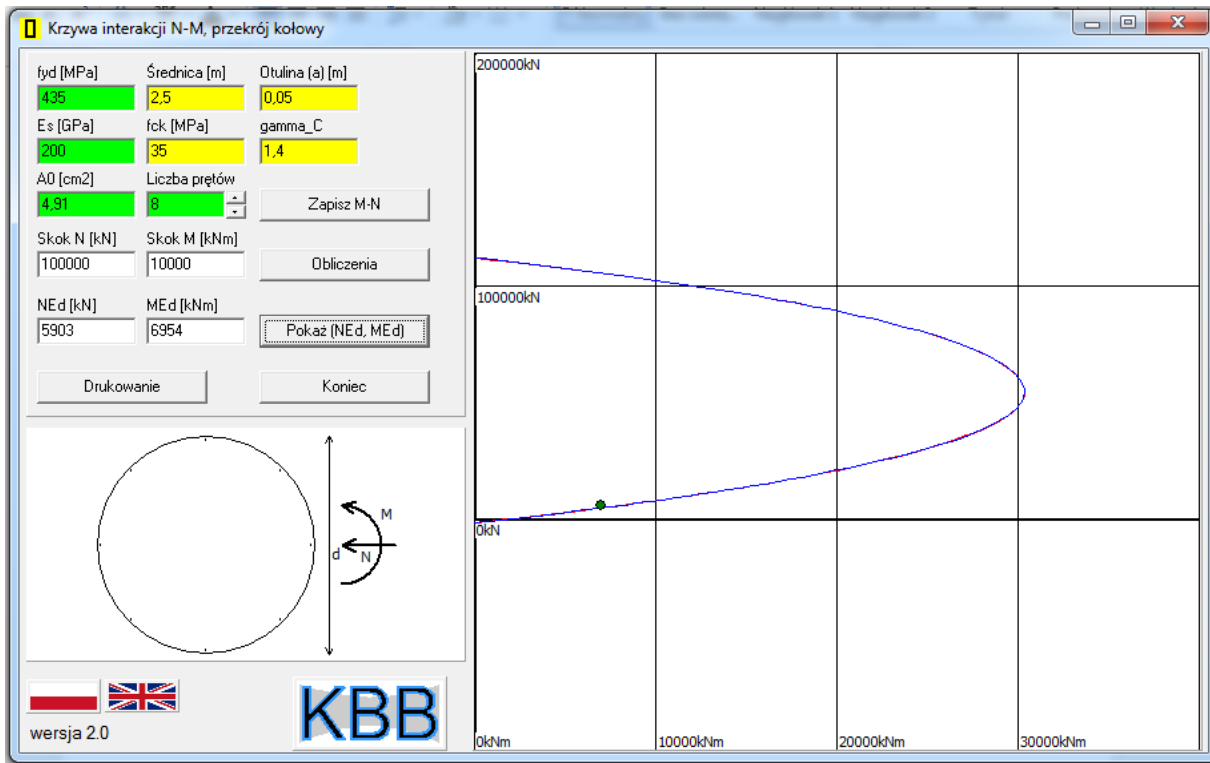 Krzywa interakcji N-M, przekrój kołowy
fyd [MPa] Średnica [m] Otulina (a) [m]
435 2,5 0,05
Es [GPa] fck [MPa] gamma_C
200 35 1,4
A0 [cm2] Liczba prętów
4,91 8 Zapisz M-N
Skok N [kN] Skok M [kNm]
100000 10000 Obliczenia
NEd [kN] MEd [kNm]
5903 6954 Pokaż (NEd, MEd)
Drukowanie Koniec
M
d N
KBB
wersja 2.0
200000kN
100000kN
0kN
0kNm 10000kNm 20000kNm 30000kNm